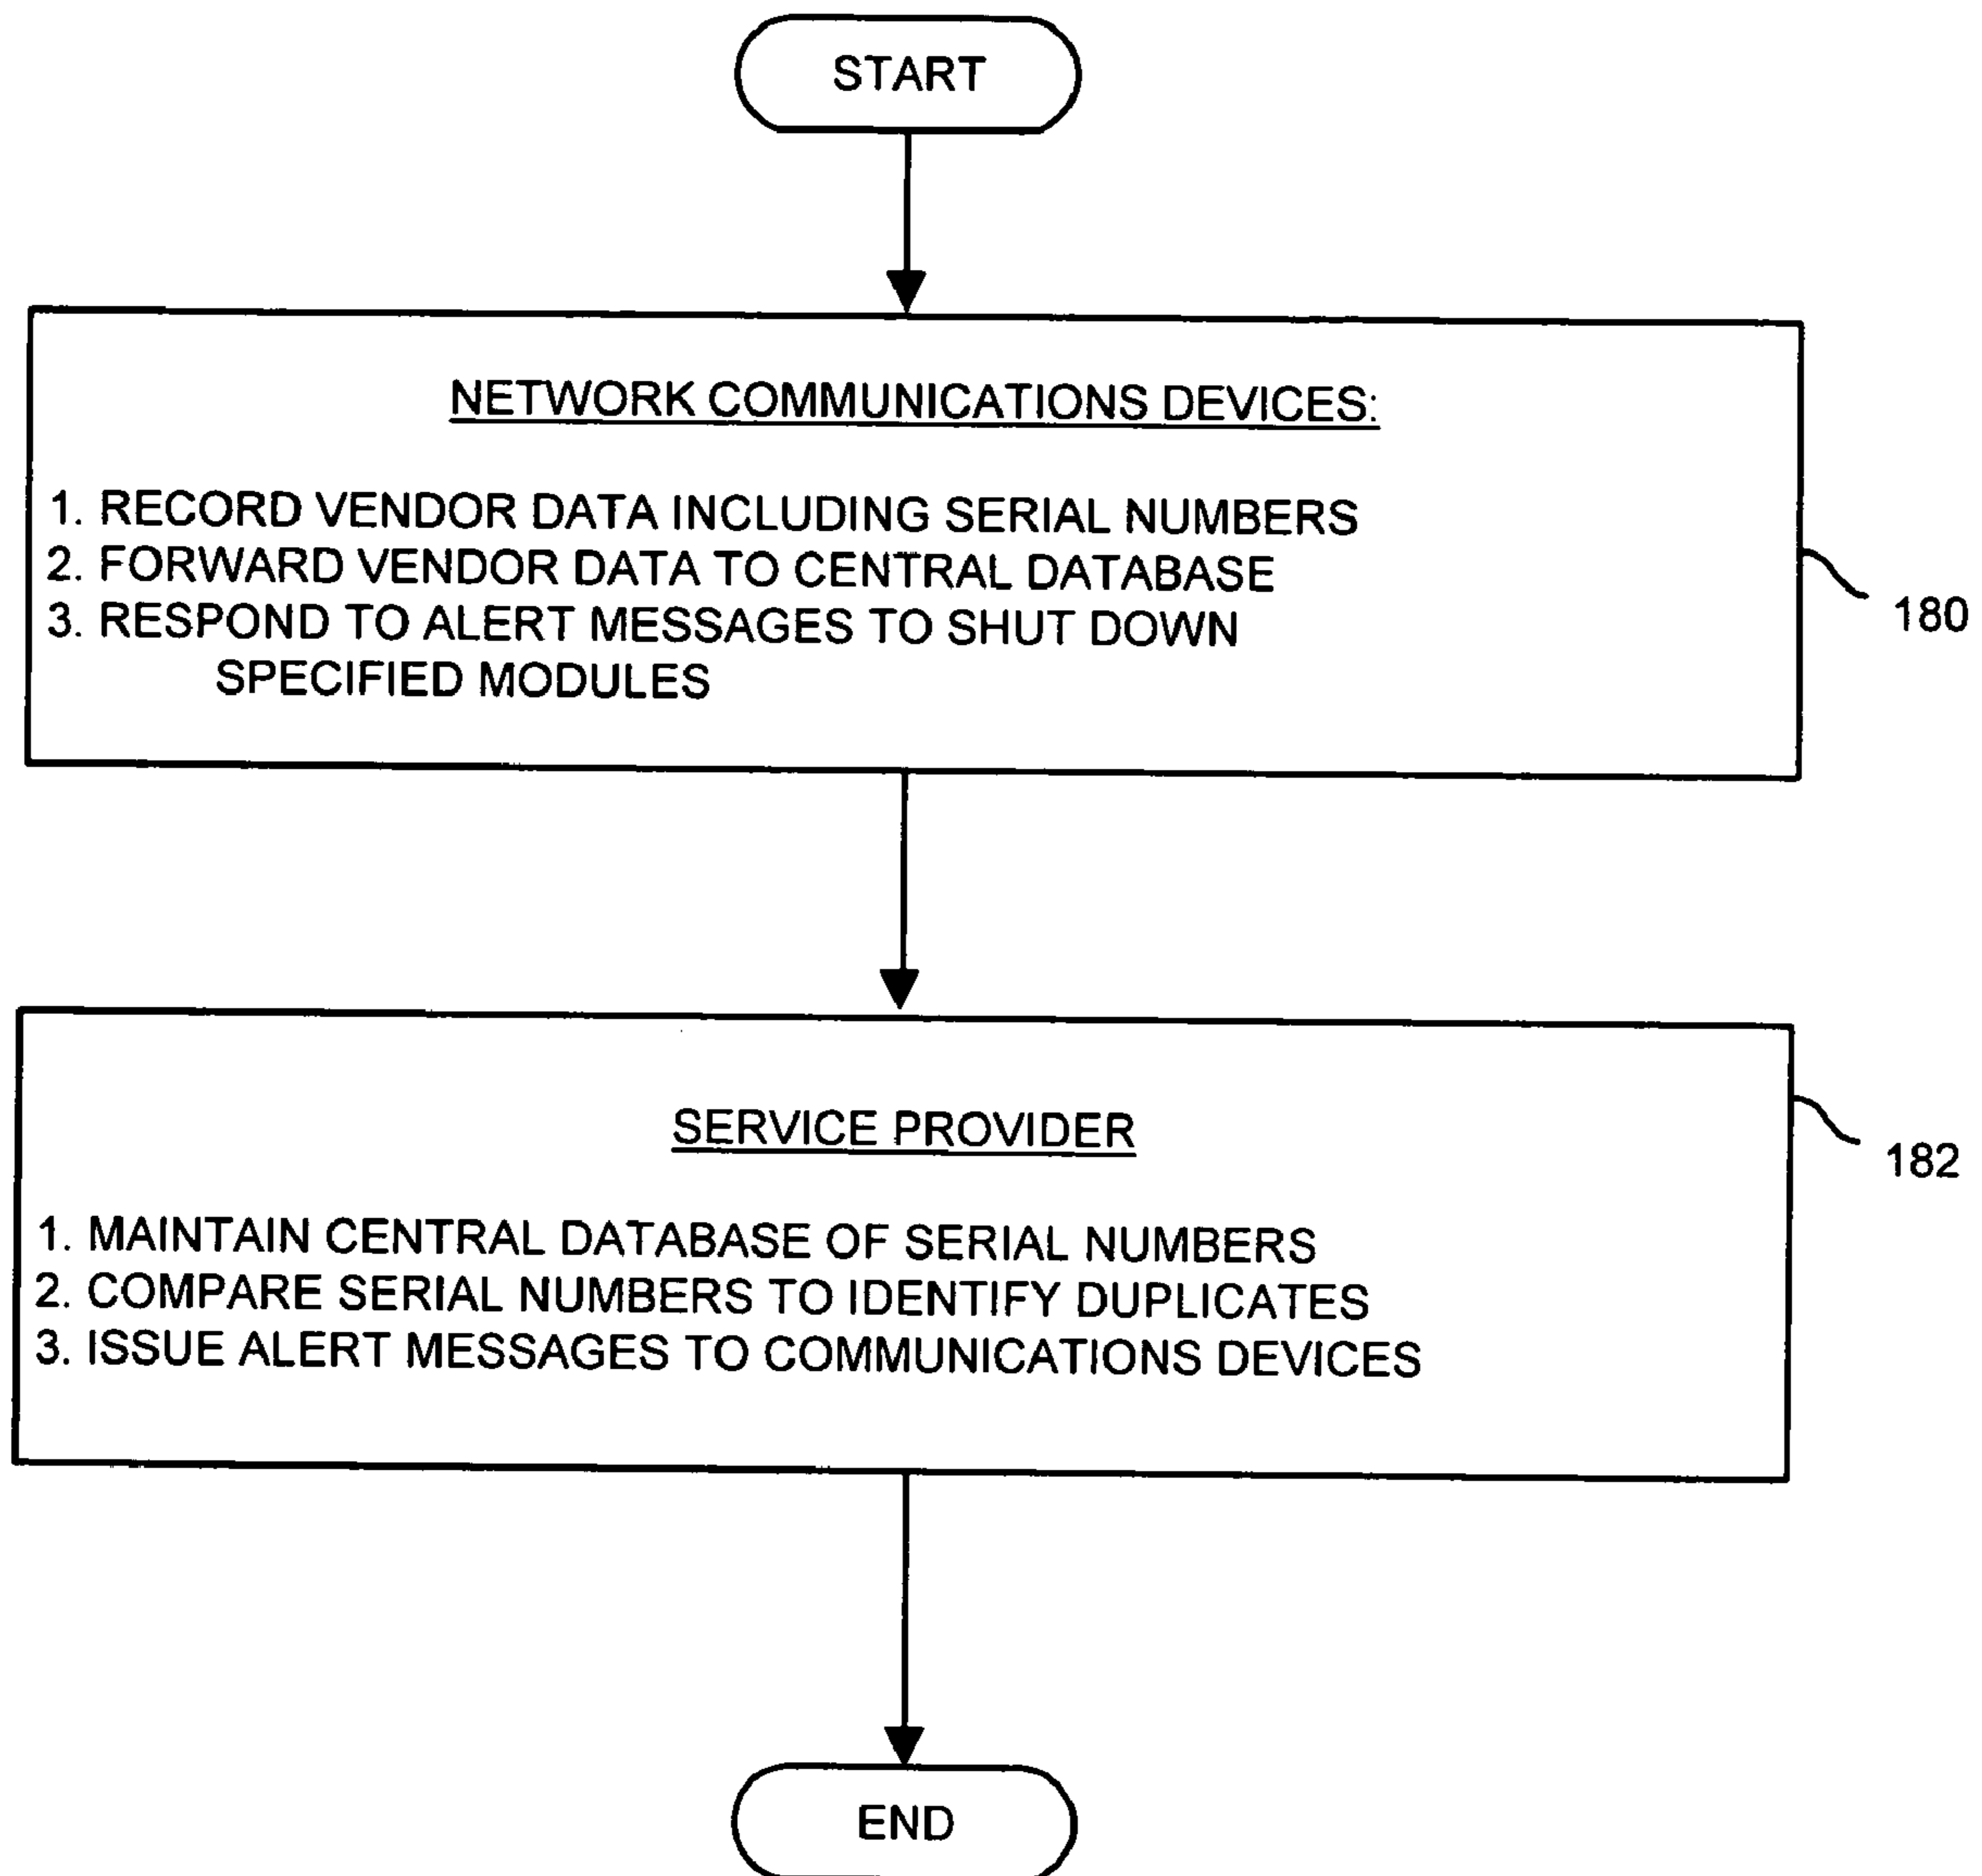 START
NETWORK COMMUNICATIONS DEVICES:
1. RECORD VENDOR DATA INCLUDING SERIAL NUMBERS
2. FORWARD VENDOR DATA TO CENTRAL DATABASE
3. RESPOND TO ALERT MESSAGES TO SHUT DOWN
SPECIFIED MODULES
180
SERVICE PROVIDER
182
1. MAINTAIN CENTRAL DATABASE OF SERIAL NUMBERS
2. COMPARE SERIAL NUMBERS TO IDENTIFY DUPLICATES
3. ISSUE ALERT MESSAGES TO COMMUNICATIONS DEVICES
END